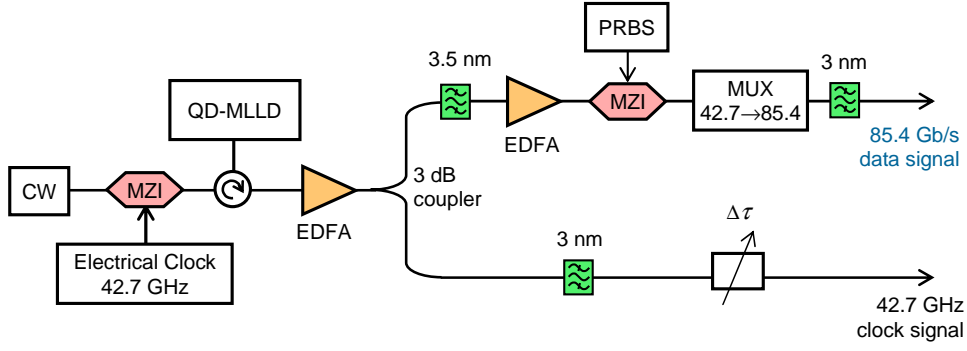 PRBS
3.5 nm
3 nm
QD-MLLD
MZI
MUX
42.7→85.4
EDFA
85.4 Gb/s
data signal
CW
MZI
3 dB
coupler
EDFA
Δτ
3 nm
Electrical Clock
42.7 GHz
42.7 GHz
clock signal